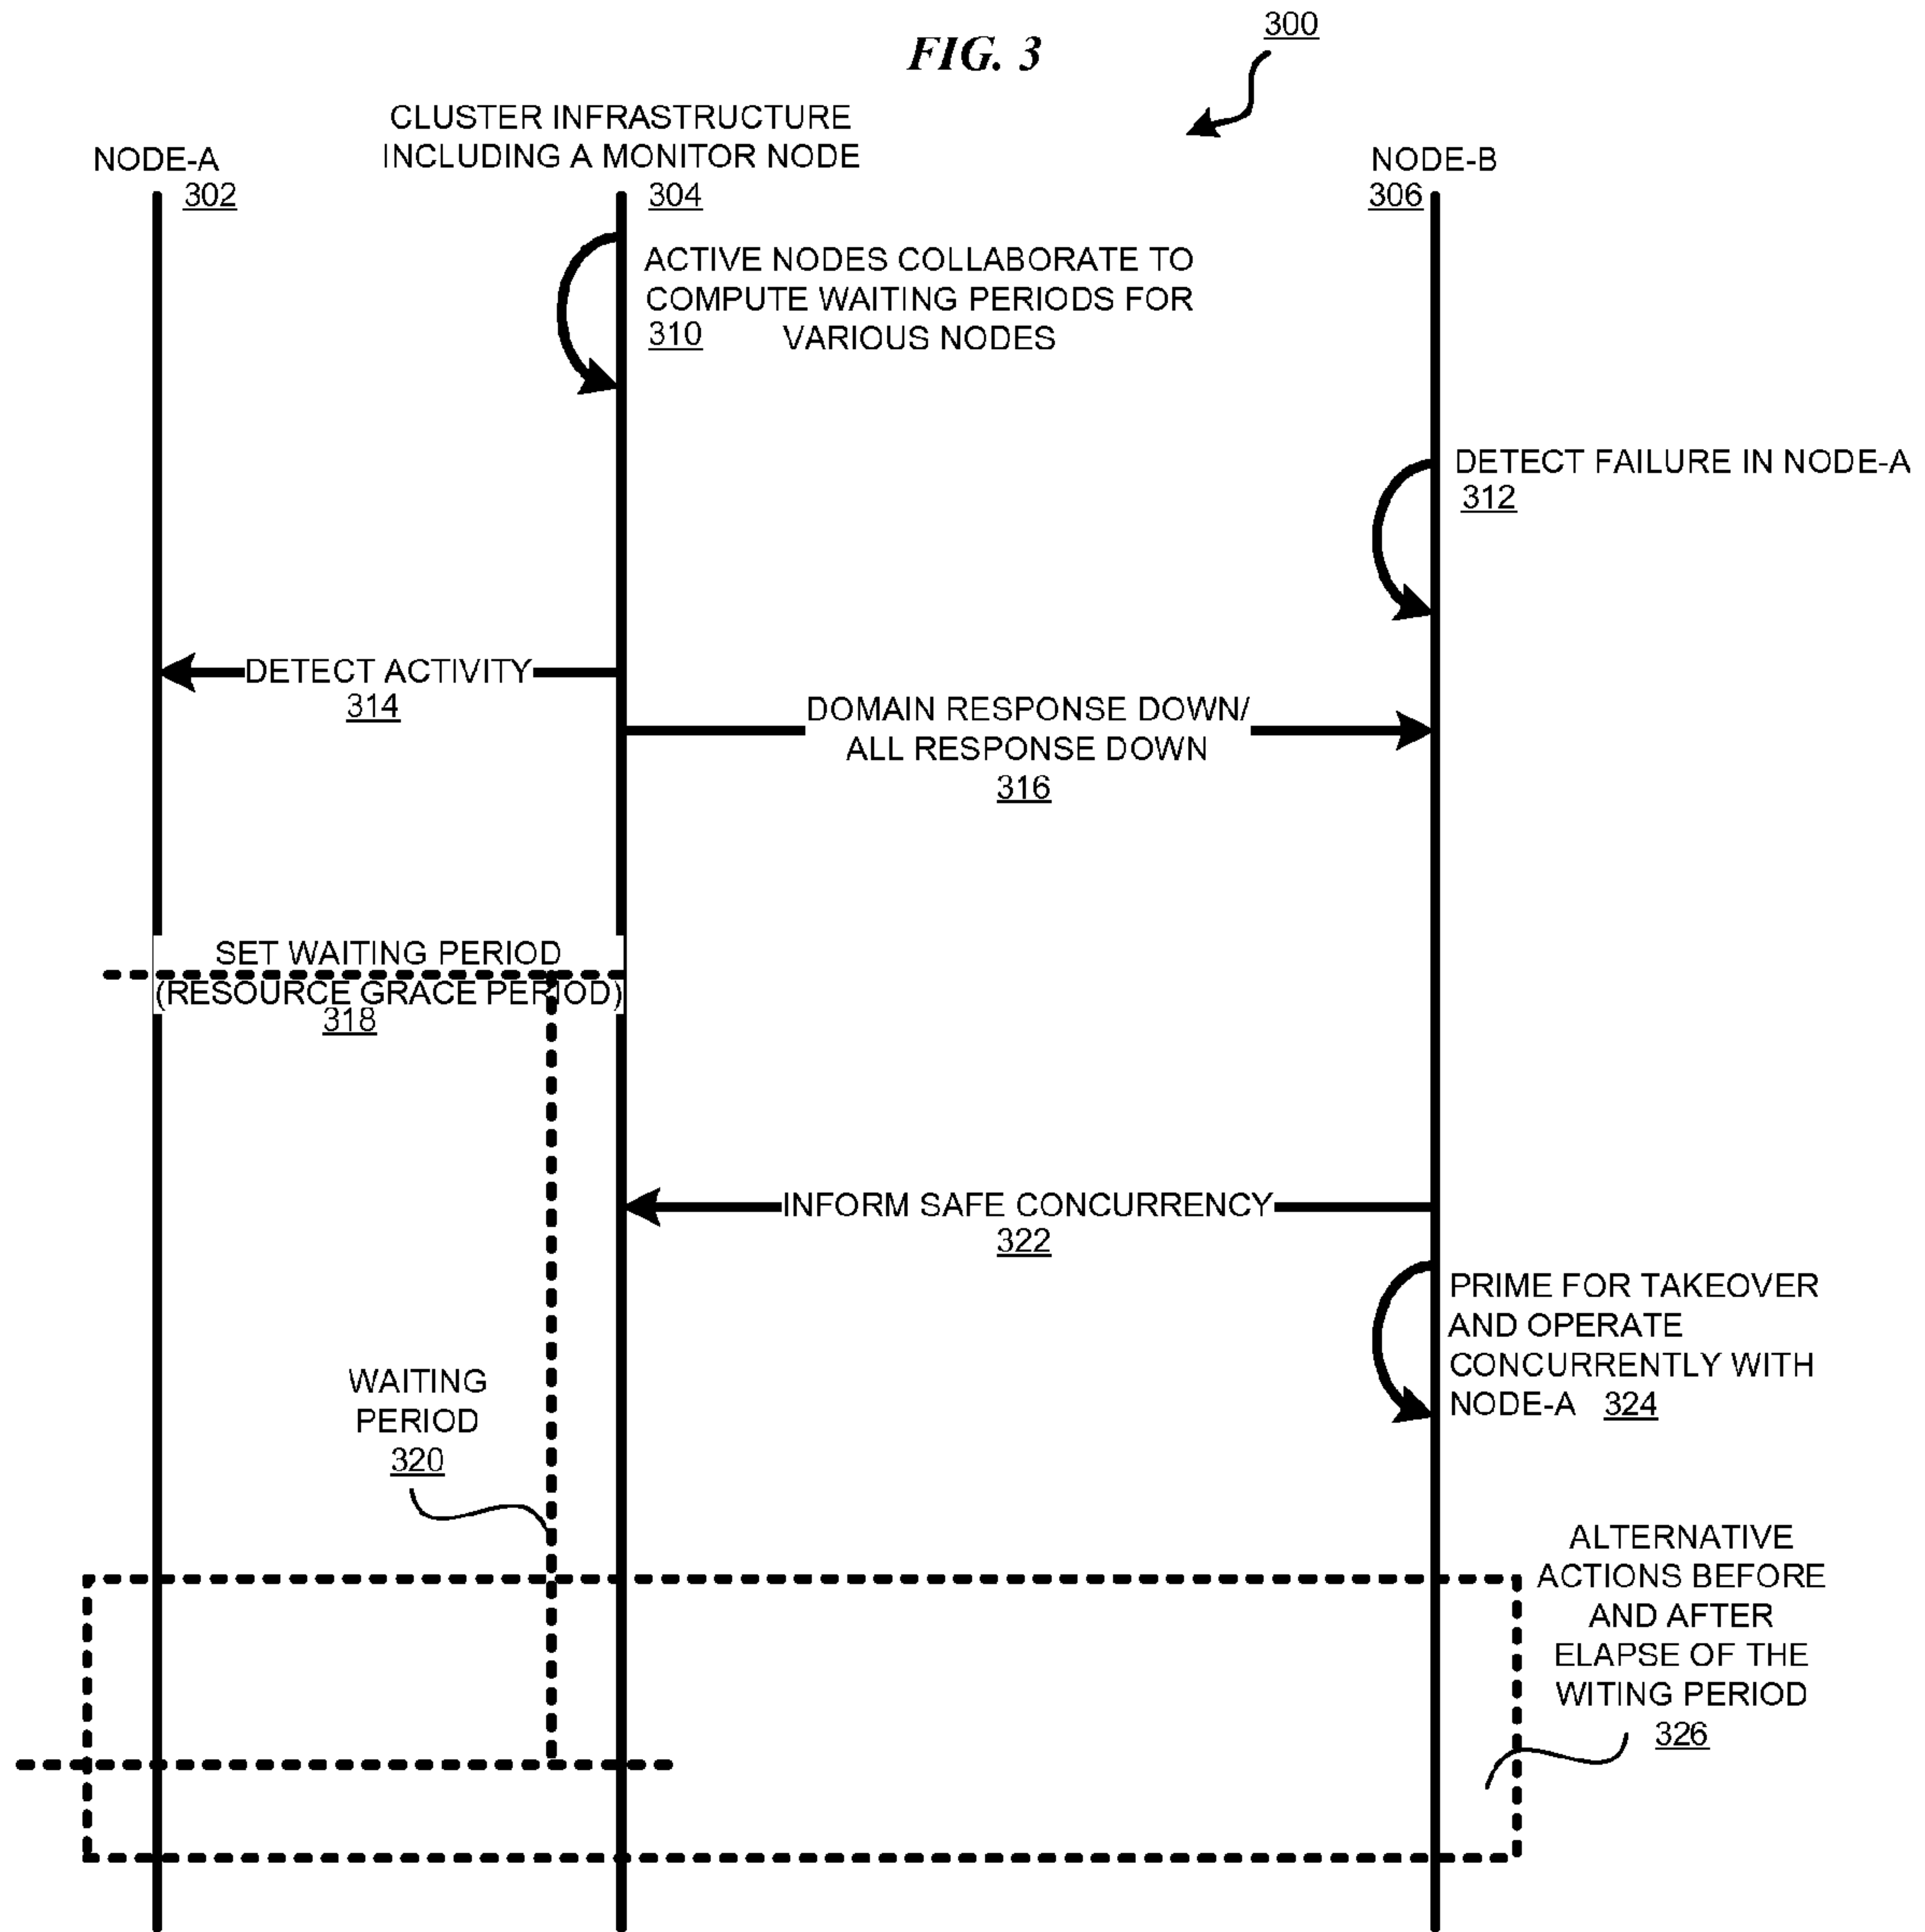 FIG. 3
300
NODE-A
302
CLUSTER INFRASTRUCTURE
INCLUDING A MONITOR NODE
304
NODE-B
306
ACTIVE NODES COLLABORATE TO
COMPUTE WAITING PERIODS FOR
310 VARIOUS NODES
DETECT FAILURE IN NODE-A
312
DETECT ACTIVITY
314
DOMAIN RESPONSE DOWN/
ALL RESPONSE DOWN
316
SET WAITING PERIOD
(RESOURCE GRACE PERIOD)
318
INFORM SAFE CONCURRENCY
322
PRIME FOR TAKEOVER
AND OPERATE
CONCURRENTLY WITH
NODE-A 324
WAITING
PERIOD
320
ALTERNATIVE
ACTIONS BEFORE
AND AFTER
ELAPSE OF THE
WITING PERIOD
326